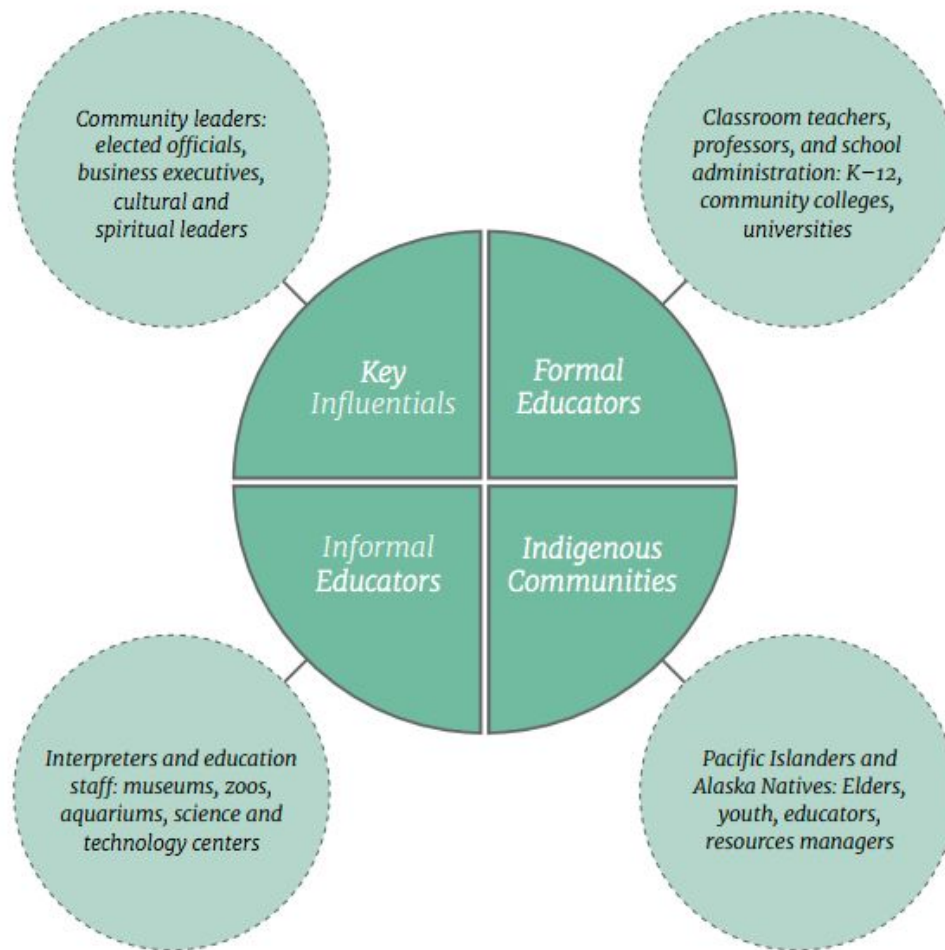 Community leaders:
elected officials,
business executives,
cultural and
spiritual leaders
Classroom teachers,
professors, and school
administration: K–12,
community colleges,
universities
Key
Influentials
Formal
Educators
Informal
Educators
Indigenous
Communities
Interpreters and education
staff: museums, zoos,
aquariums, science and
technology centers
Pacific Islanders and
Alaska Natives: Elders,
youth, educators,
resources managers